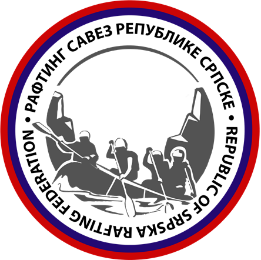 • РАФТИНГ САВЕЗ РЕПУБЛИКЕ СРПСКЕ •
REPUBLIC OF SRPSKA RAFTING FEDERATION